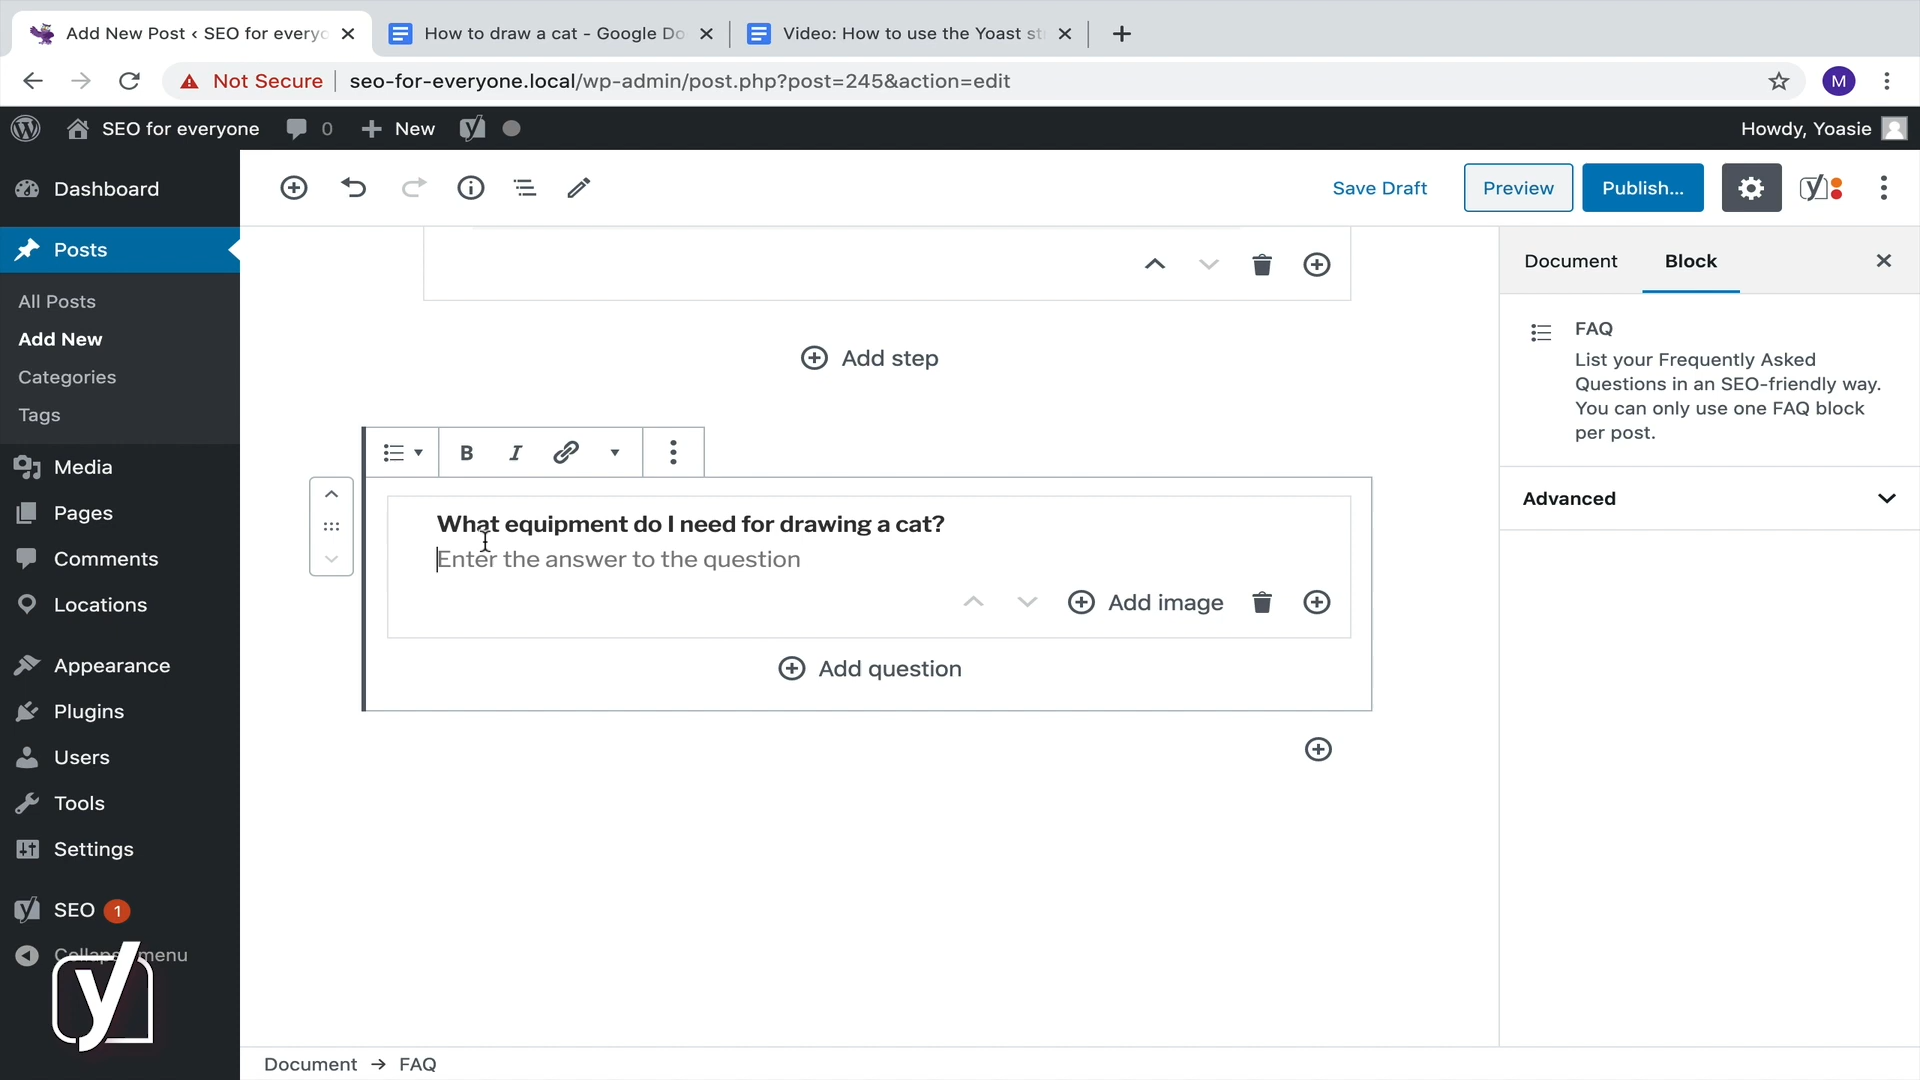 Add New Post ‹ SEO for everyo
How to draw a cat - Google Do
Video: How to use the Yoast st
Not Secure
seo-for-everyone.local/wp-admin/post.php?post=245&action=edit
M
SEO for everyone
0
New
Howdy, Yoasie
Dashboard
Posts
All Posts
Add New
Categories
Tags
Media
Pages
Comments
Locations
Appearance
Plugins
Users
Tools
Settings
SEO 1
Collapse menu
Save Draft
Preview
Publish...
Add step
B I
What equipment do I need for drawing a cat?
Enter the answer to the question
Add image
Add question
Document
Block
FAQ
List your Frequently Asked
Questions in an SEO-friendly way.
You can only use one FAQ block
per post.
Advanced
Document → FAQ
y